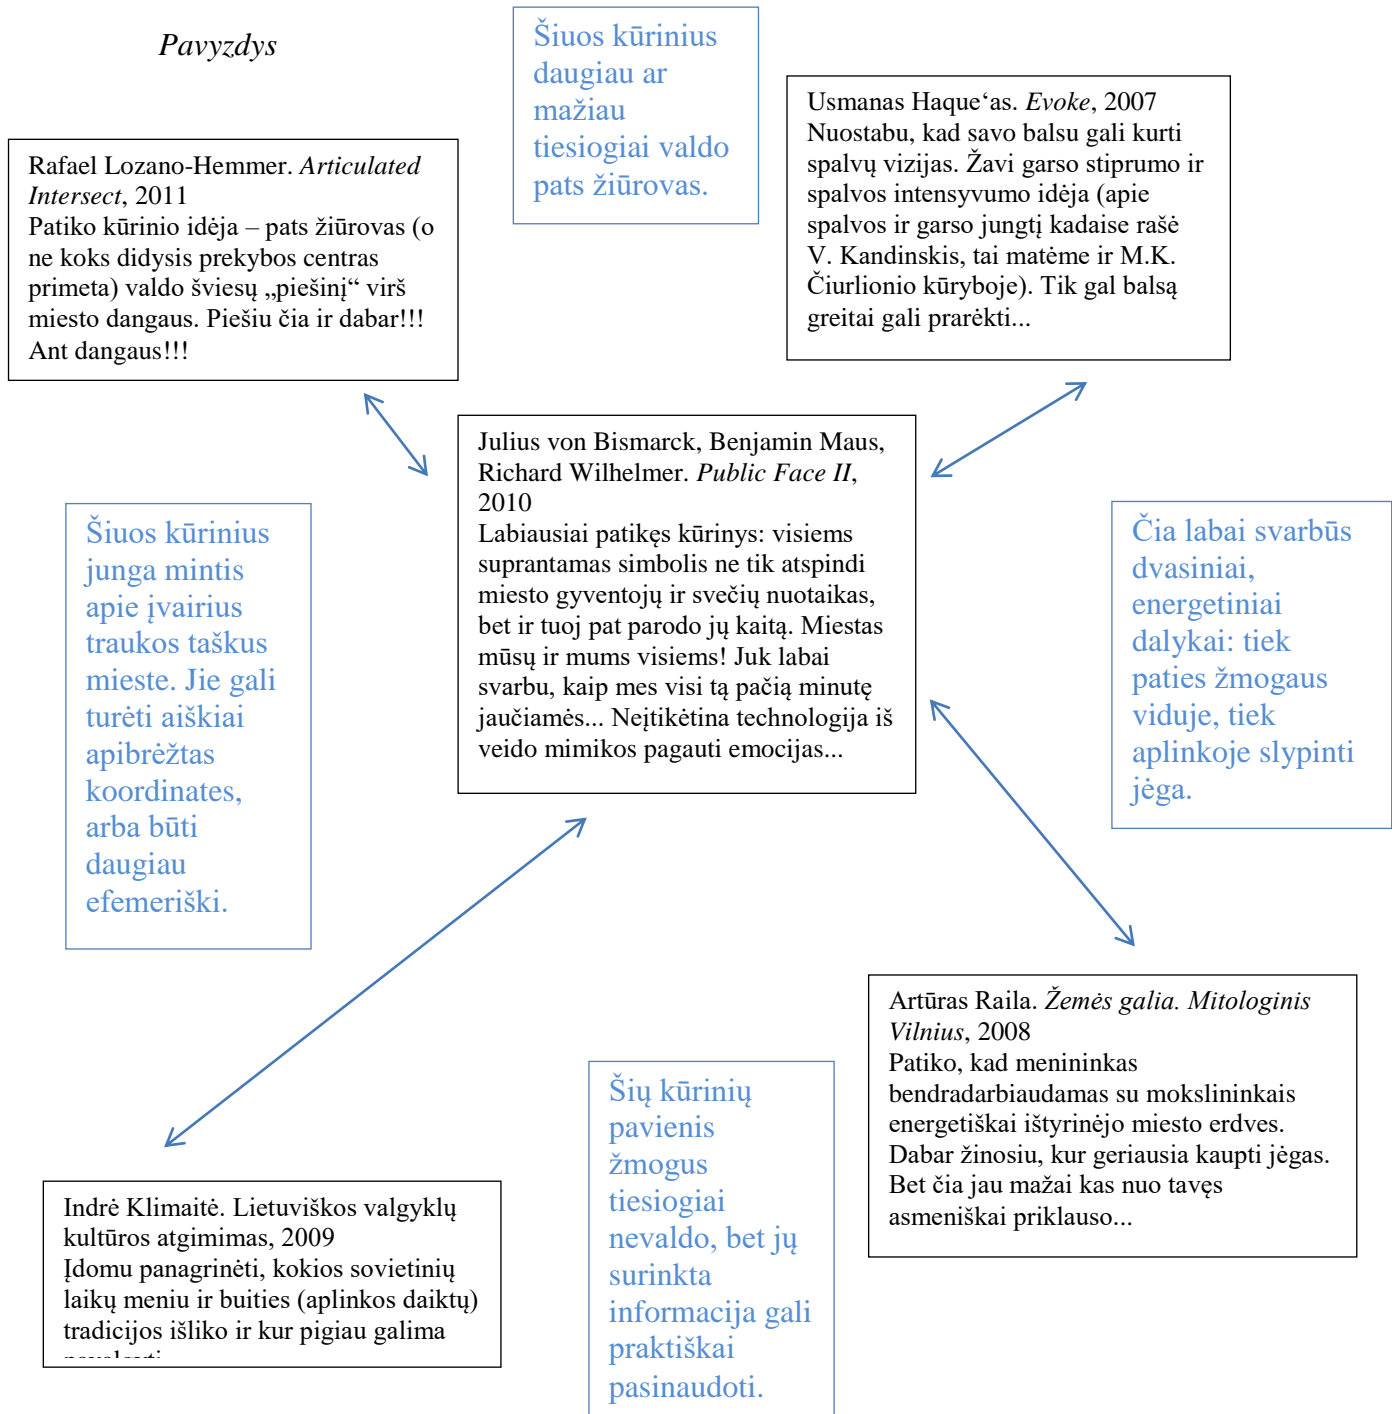 Pavyzdys
Šiuos kūrinius
daugiau ar
mažiau
tiesiogiai valdo
pats žiūrovas.
Usmanas Haque‘as. Evoke, 2007
Nuostabu, kad savo balsu gali kurti
spalvų vizijas. Žavi garso stiprumo ir
spalvos intensyvumo idėja (apie
spalvos ir garso jungtį kadaise rašė
V. Kandinskis, tai matėme ir M.K.
Čiurlionio kūryboje). Tik gal balsą
greitai gali prarėkti...
Rafael Lozano-Hemmer. Articulated
Intersect, 2011
Patiko kūrinio idėja – pats žiūrovas (o
ne koks didysis prekybos centras
primeta) valdo šviesų „piešinį“ virš
miesto dangaus. Piešiu čia ir dabar!!!
Ant dangaus!!!
Julius von Bismarck, Benjamin Maus,
Richard Wilhelmer. Public Face II,
2010
Labiausiai patikęs kūrinys: visiems
suprantamas simbolis ne tik atspindi
miesto gyventojų ir svečių nuotaikas,
bet ir tuoj pat parodo jų kaitą. Miestas
mūsų ir mums visiems! Juk labai
svarbu, kaip mes visi tą pačią minutę
jaučiamės... Neįtikėtina technologija iš
veido mimikos pagauti emocijas...
Šiuos kūrinius
junga mintis
apie įvairius
traukos taškus
mieste. Jie gali
turėti aiškiai
apibrėžtas
koordinates,
arba būti
daugiau
efemeriški.
Čia labai svarbūs
dvasiniai,
energetiniai
dalykai: tiek
paties žmogaus
viduje, tiek
aplinkoje slypinti
jėga.
Artūras Raila. Žemės galia. Mitologinis
Vilnius, 2008
Patiko, kad menininkas
bendradarbiaudamas su mokslininkais
energetiškai ištyrinėjo miesto erdves.
Dabar žinosiu, kur geriausia kaupti jėgas.
Bet čia jau mažai kas nuo tavęs
asmeniškai priklauso...
Šių kūrinių
pavienis
žmogus
tiesiogiai
nevaldo, bet jų
surinkta
informacija gali
praktiškai
pasinaudoti.
Indrė Klimaitė. Lietuviškos valgyklų
kultūros atgimimas, 2009
Įdomu panagrinėti, kokios sovietinių
laikų meniu ir buities (aplinkos daiktų)
tradicijos išliko ir kur pigiau galima